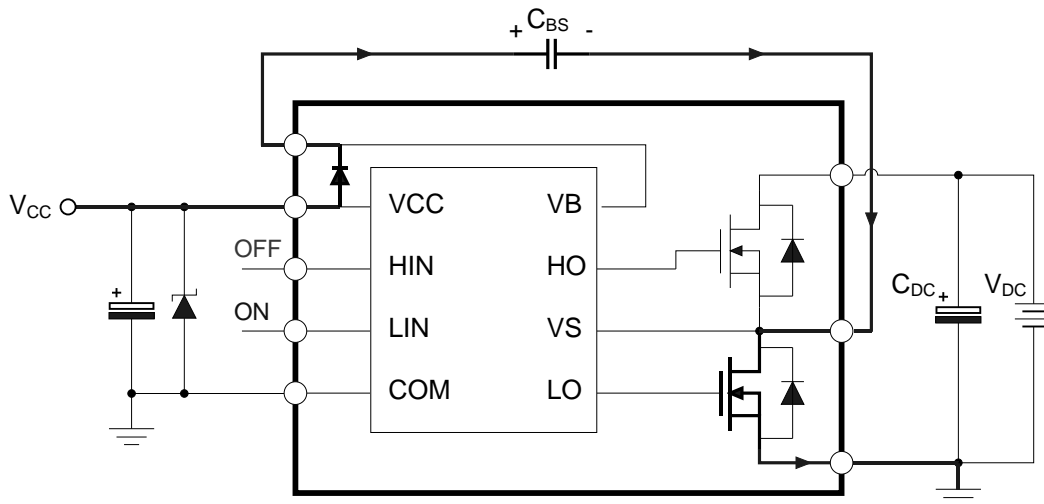 + C_BS -
V_CC
VCC VB
OFF
HIN HO
ON
LIN VS
COM LO
+
C_DC +
V_DC